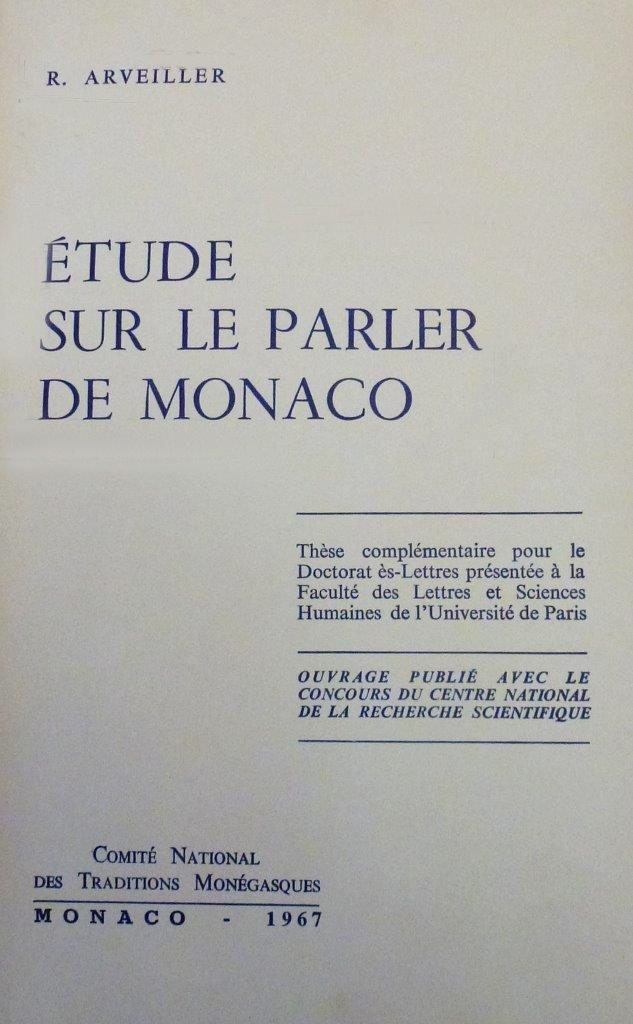 R. ARVEILLER
ÉTUDE
SUR LE PARLER
DE MONACO
Thèse complémentaire pour le
Doctorat ès-Lettres présentée à la
Faculté des Lettres et Sciences
Humaines de l'Université de Paris
OUVRAGE PUBLIÉ AVEC LE
CONCOURS DU CENTRE NATIONAL
DE LA RECHERCHE SCIENTIFIQUE
COMITÉ NATIONAL
DES TRADITIONS MONÉGASQUES
MONACO - 1967